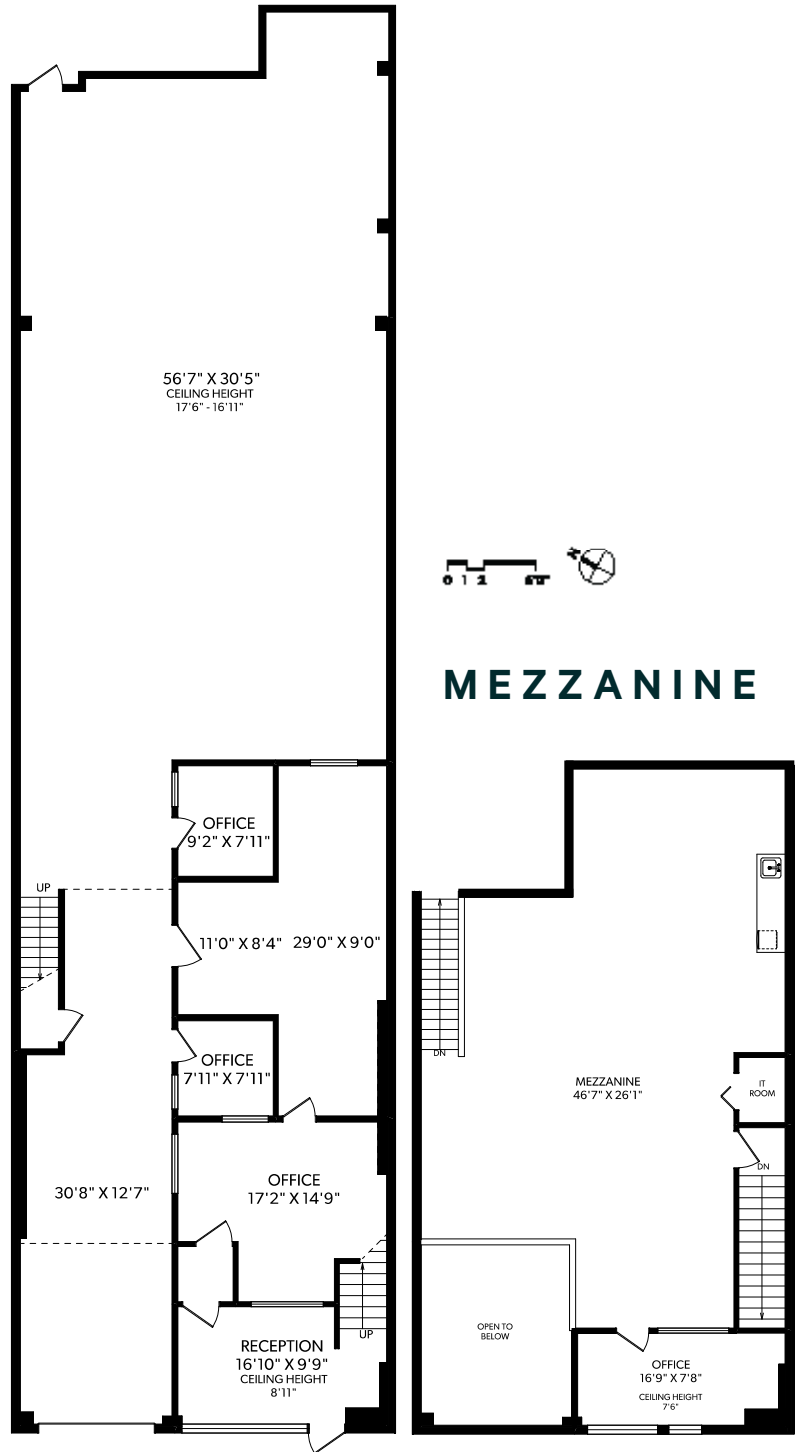 56'7" X 30'5"
CEILING HEIGHT
17'6" - 16'11"
OFFICE
9'2" X 7'11"
UP
11'0" X 8'4"
29'0" X 9'0"
OFFICE
7'11" X 7'11"
30'8" X 12'7"
OFFICE
17'2" X 14'9"
UP
RECEPTION
16'10" X 9'9"
CEILING HEIGHT
8'11"
0 1 2
N
MEZZANINE
DN
MEZZANINE
46'7" X 26'1"
IT
ROOM
DN
OPEN TO
BELOW
OFFICE
16'9" X 7'8"
CEILING HEIGHT
7'6"